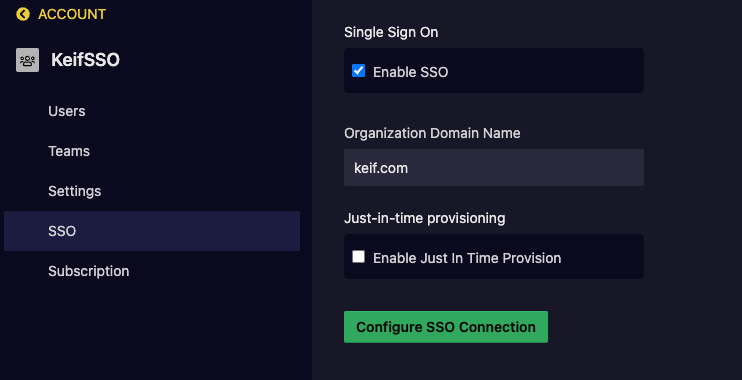 ACCOUNT
KeifSSO
Users
Teams
Settings
SSO
Subscription
Single Sign On
Enable SSO
Organization Domain Name
keif.com
Just-in-time provisioning
Enable Just In Time Provision
Configure SSO Connection